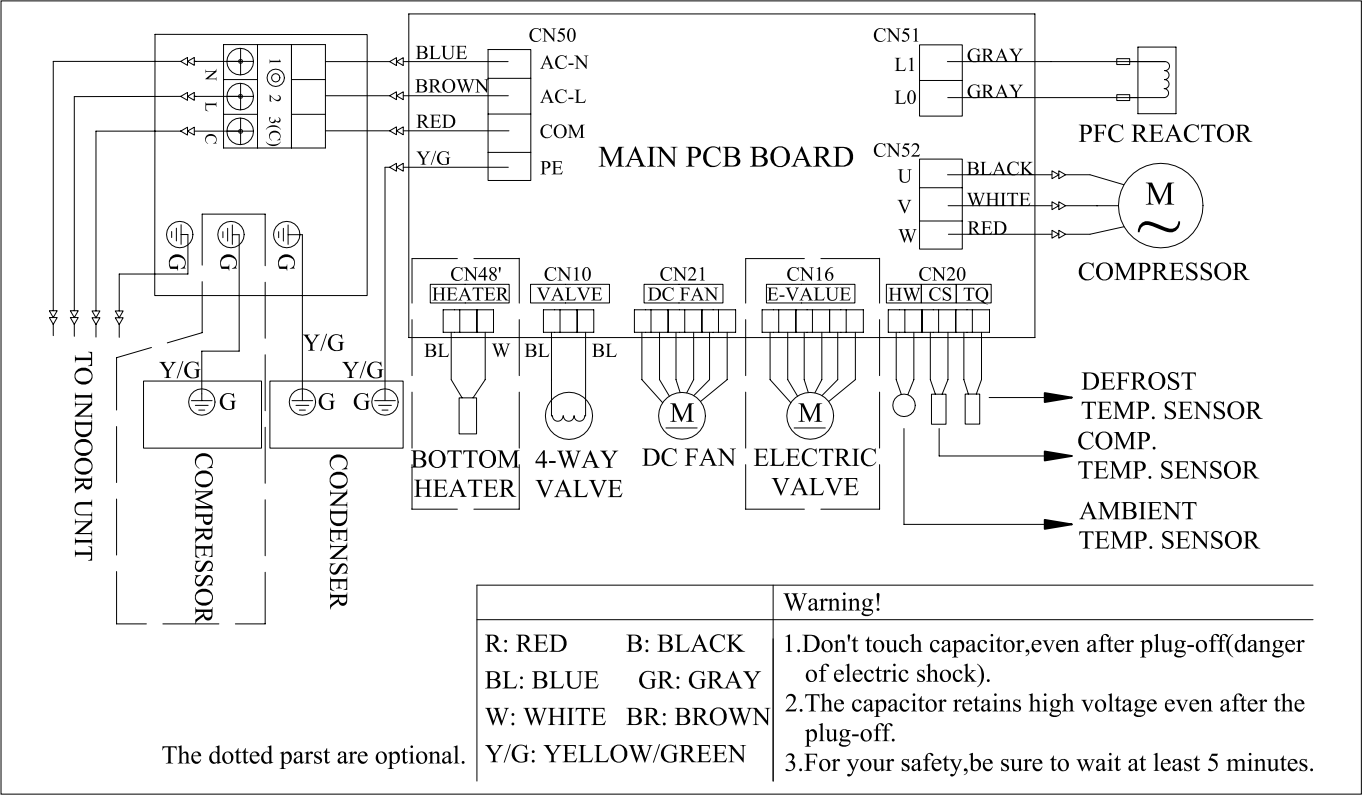 CN50
BLUE
AC-N
BROWN
AC-L
RED
COM
Y/G
PE
N
L
C
1
2
3(C)
MAIN PCB BOARD
CN51
L1
GRAY
L0
GRAY
PFC REACTOR
CN52
U
BLACK
V
WHITE
W
RED
M
COMPRESSOR
G
G
G
CN48'
HEATER
CN10
VALVE
CN21
DC FAN
CN16
E-VALUE
CN20
HW
CS
TQ
BL
W
BL
BL
Y/G
Y/G
Y/G
G
G
G
M
M
TO INDOOR UNIT
COMPRESSOR
CONDENSER
BOTTOM
HEATER
4-WAY
VALVE
DC FAN
ELECTRIC
VALVE
DEFROST
TEMP. SENSOR
COMP.
TEMP. SENSOR
AMBIENT
TEMP. SENSOR
The dotted parst are optional.
R: RED B: BLACK
BL: BLUE GR: GRAY
W: WHITE BR: BROWN
Y/G: YELLOW/GREEN
Warning!
1.Don't touch capacitor,even after plug-off(danger
of electric shock).
2.The capacitor retains high voltage even after the
plug-off.
3.For your safety,be sure to wait at least 5 minutes.